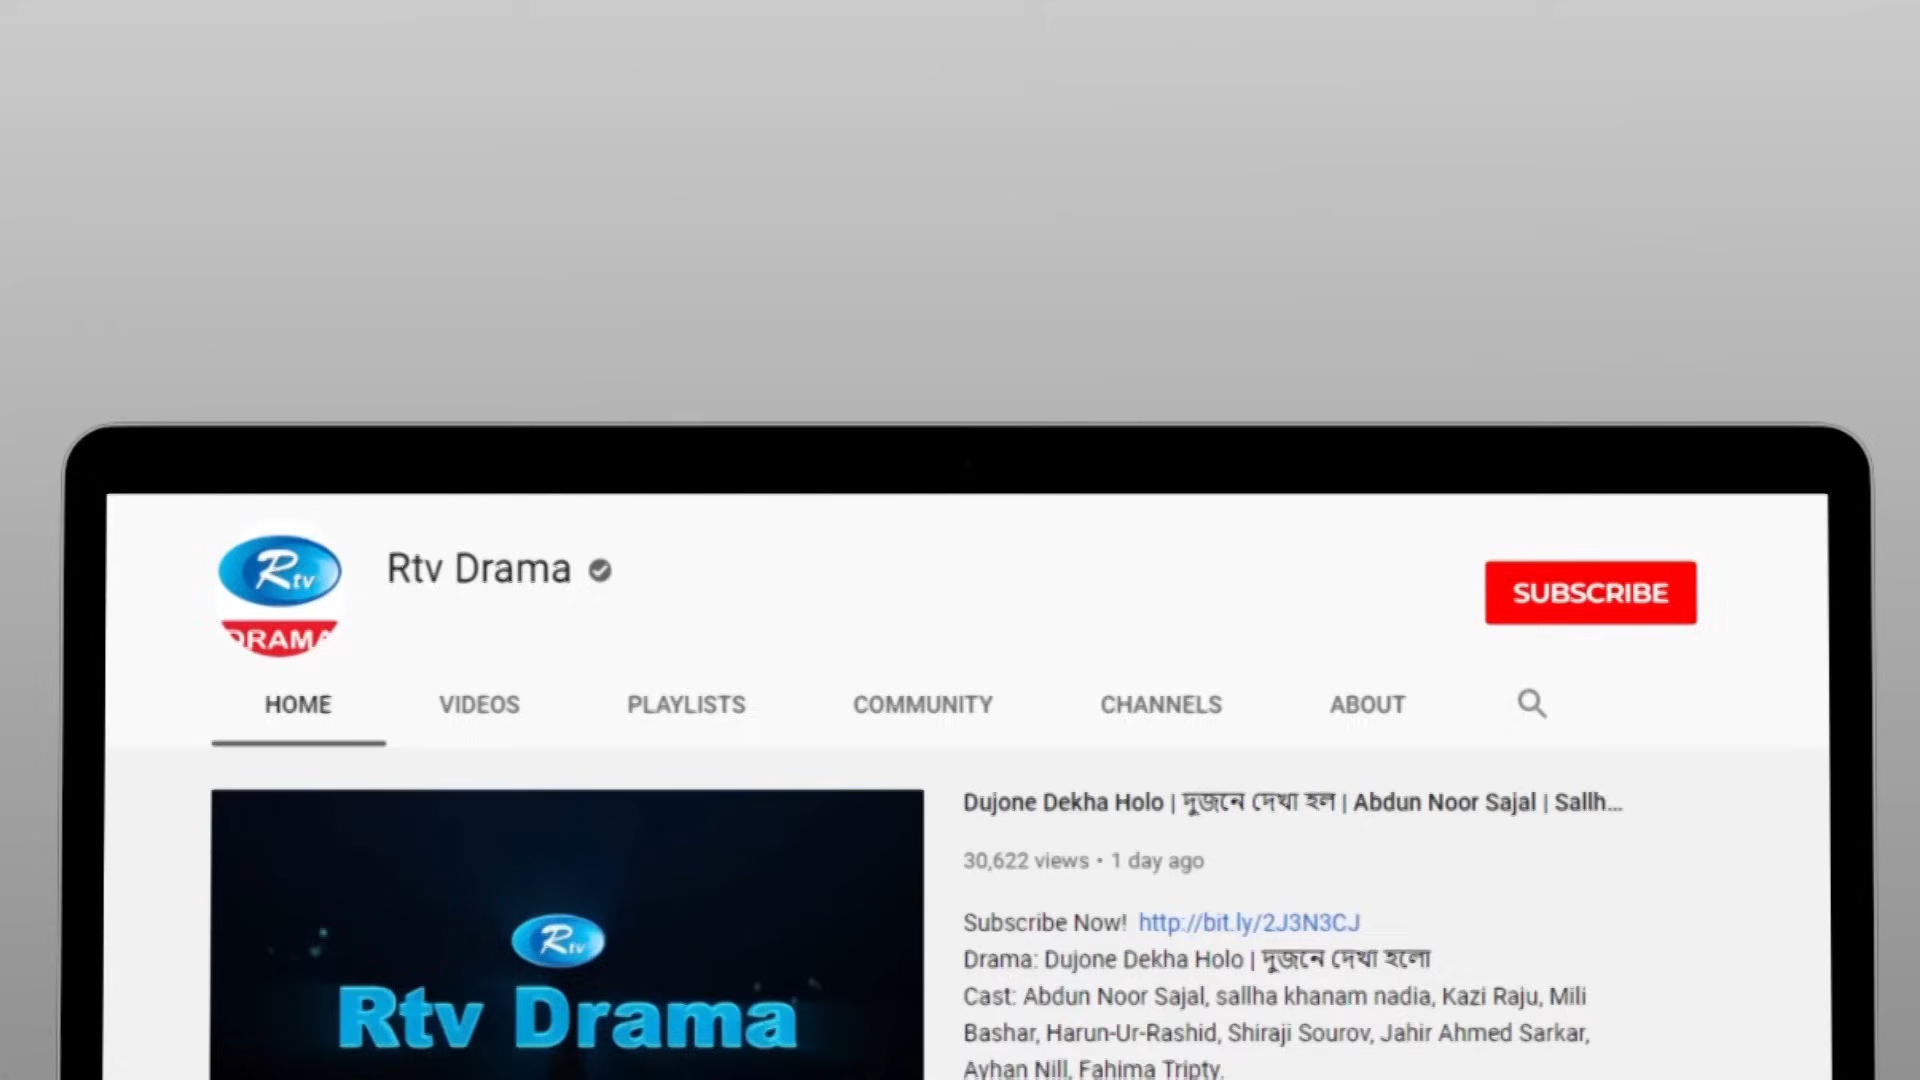 Rtv
DRAMA
Rtv Drama
SUBSCRIBE
HOME VIDEOS PLAYLISTS COMMUNITY CHANNELS ABOUT
Rtv
Rtv Drama
Dujone Dekha Holo | দুজনে দেখা হল | Abdun Noor Sajal | Sallh...
30,622 views • 1 day ago
Subscribe Now! http://bit.ly/2J3N3CJ
Drama: Dujone Dekha Holo | দুজনে দেখা হলো
Cast: Abdun Noor Sajal, sallha khanam nadia, Kazi Raju, Mili
Bashar, Harun-Ur-Rashid, Shiraji Sourov, Jahir Ahmed Sarkar,
Ayhan Nill, Fahima Tripty.